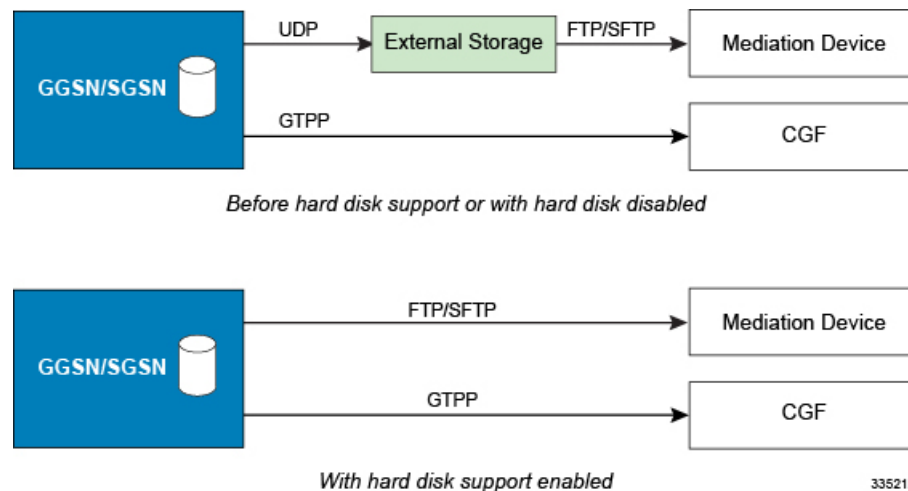 UDP
External Storage
FTP/SFTP
Mediation Device
GGSN/SGSN
GTPP
CGF
Before hard disk support or with hard disk disabled
FTP/SFTP
Mediation Device
GGSN/SGSN
GTPP
CGF
With hard disk support enabled
33521